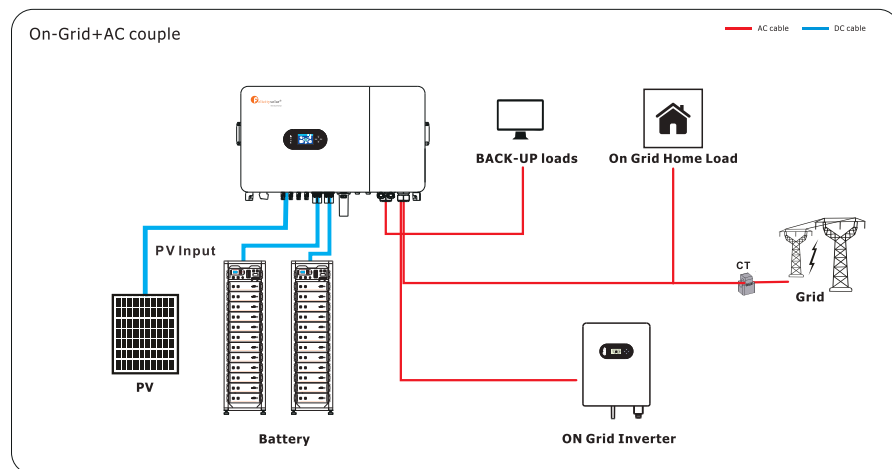 On-Grid+AC couple
AC cable
DC cable
BACK-UP loads
On Grid Home Load
PV Input
CT
Grid
PV
Battery
ON Grid Inverter